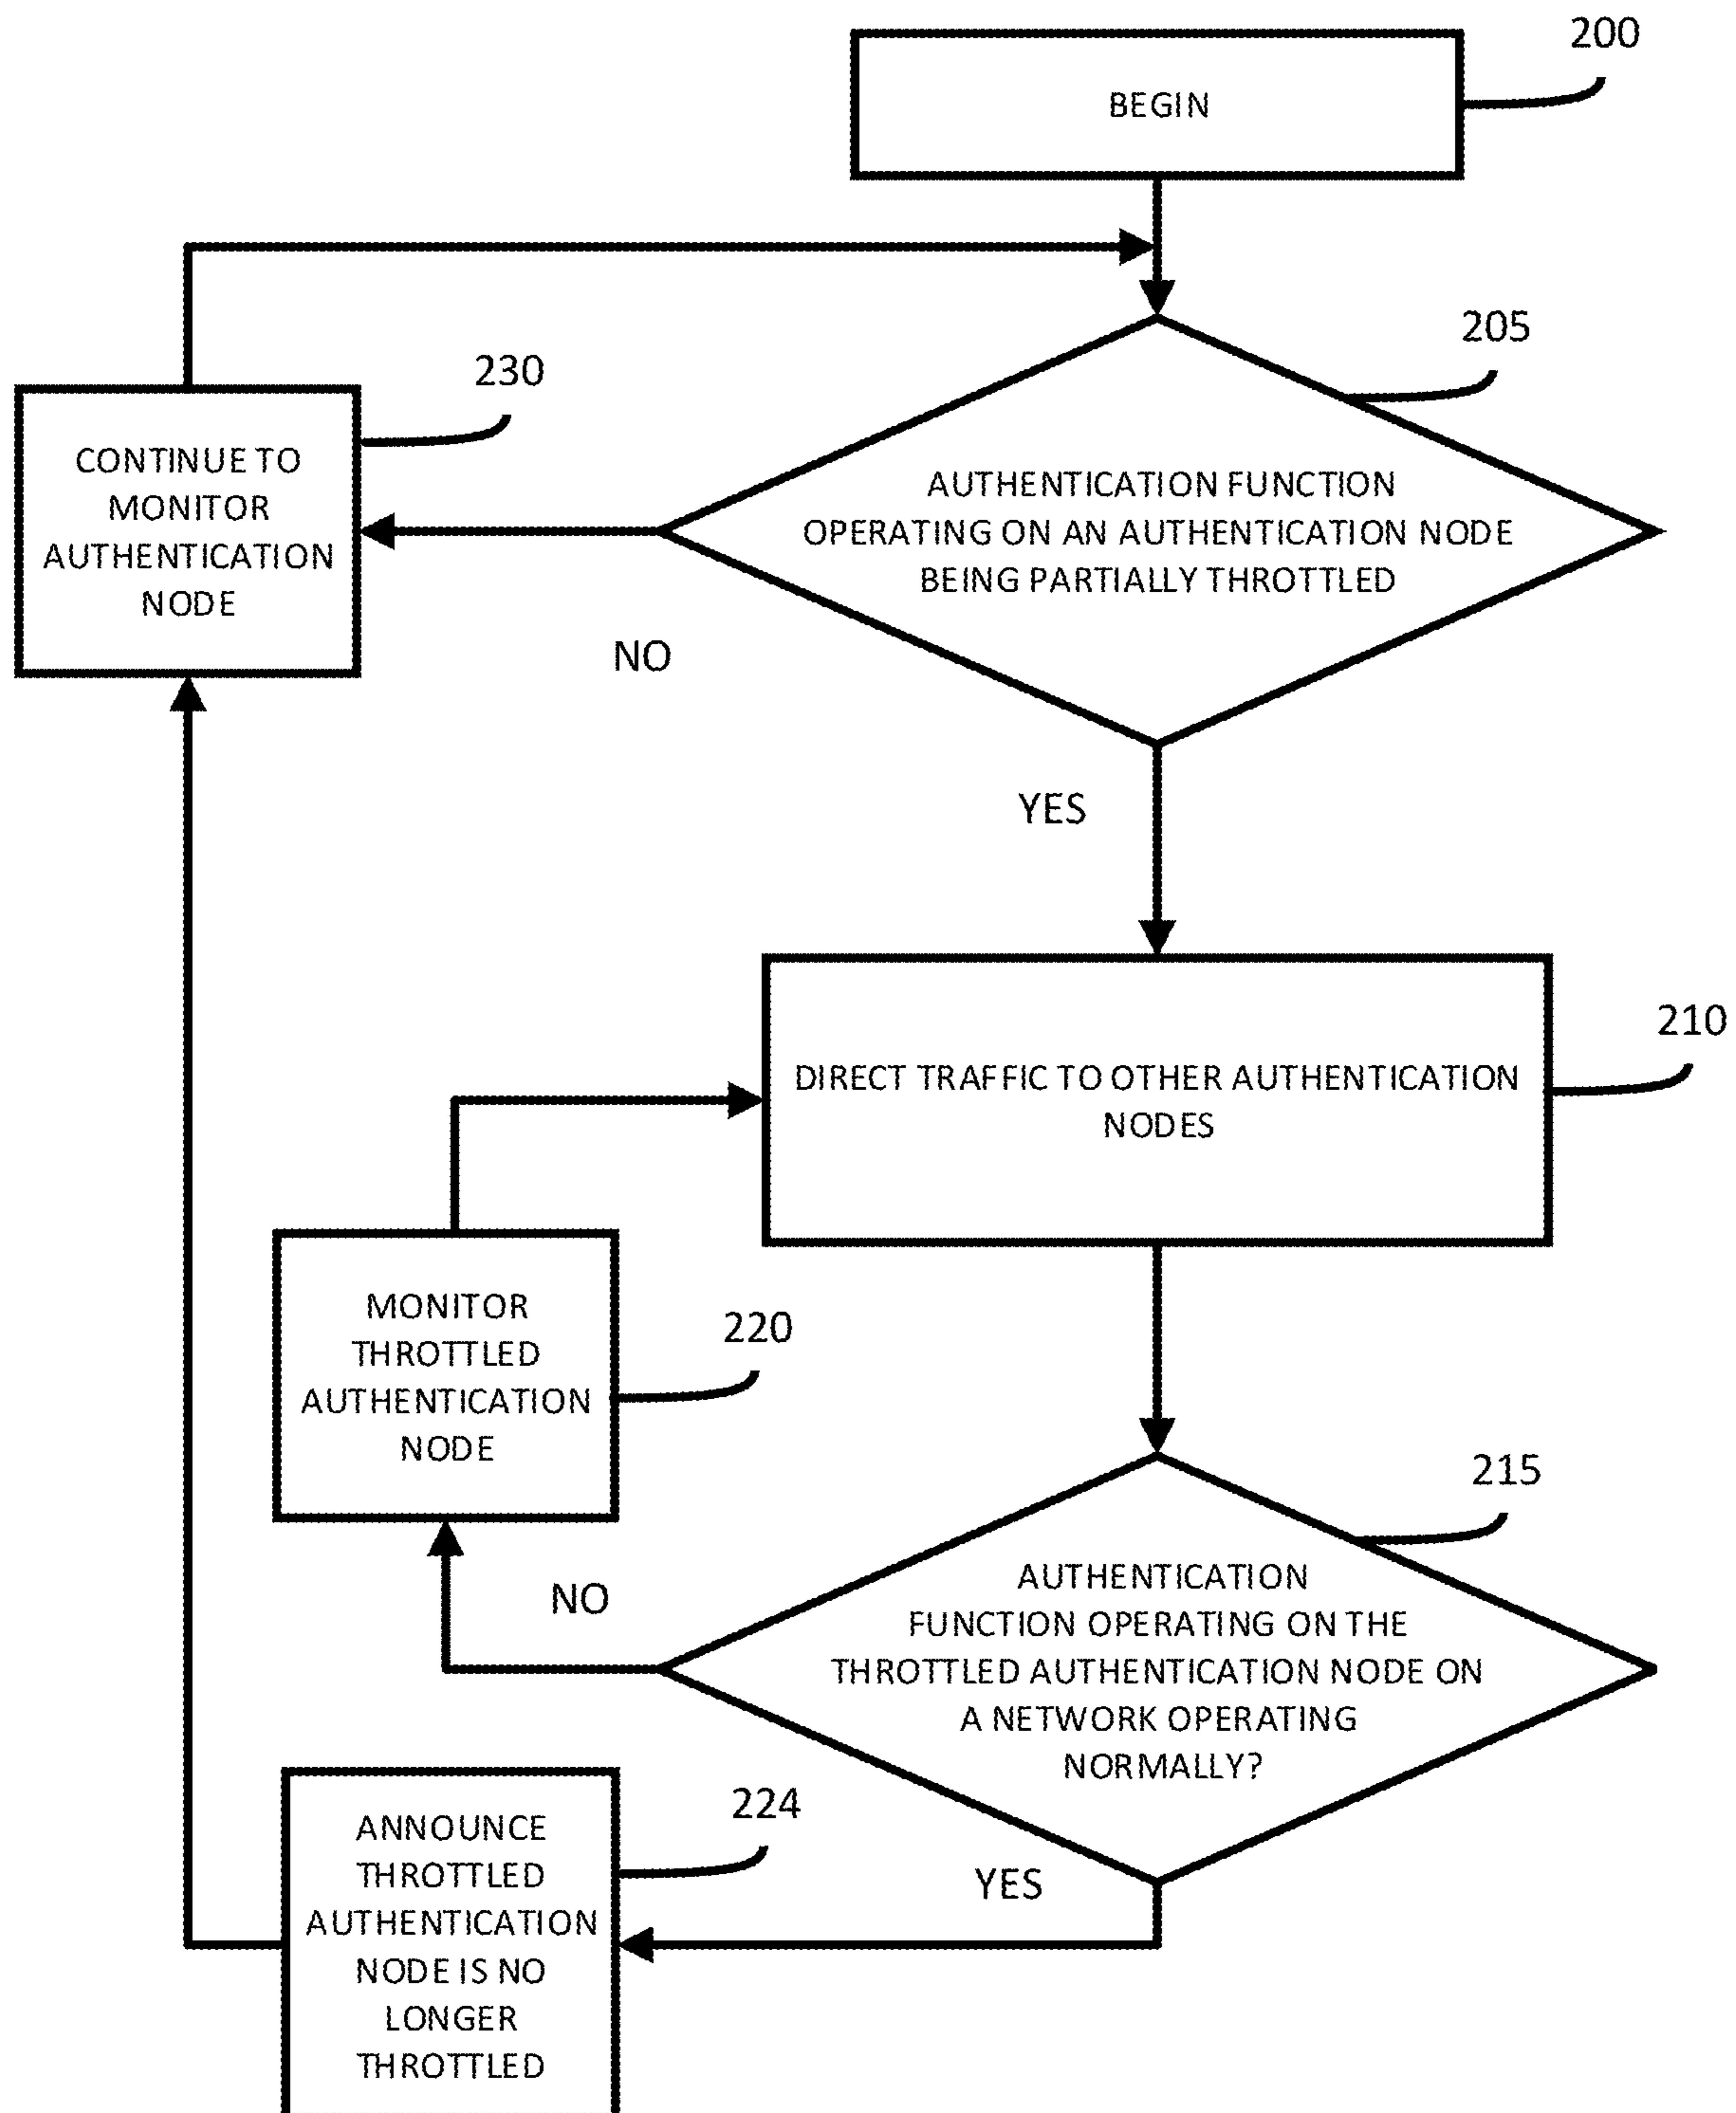 200
BEGIN
205
230
CONTINUE TO
MONITOR
AUTHENTICATION
NODE
AUTHENTICATION FUNCTION
OPERATING ON AN AUTHENTICATION NODE
BEING PARTIALLY THROTTLED
NO
YES
210
DIRECT TRAFFIC TO OTHER AUTHENTICATION
NODES
MONITOR
THROTTLED
AUTHENTICATION
NODE
220
215
NO
AUTHENTICATION
FUNCTION OPERATING ON THE
THROTTLED AUTHENTICATION NODE ON
A NETWORK OPERATING
NORMALLY?
224
ANNOUNCE
THROTTLED
AUTHENTICATION
NODE IS NO
LONGER
THROTTLED
YES